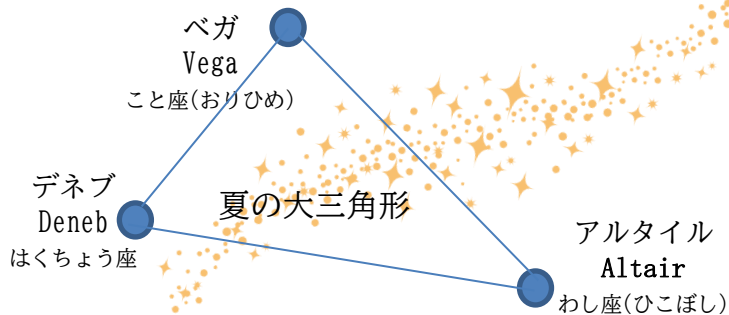 ベガ
Vega
こと座(おりひめ)
デネブ
Deneb
はくちょう座
夏の大三角形
アルタイル
Altair
わし座(ひこぼし)